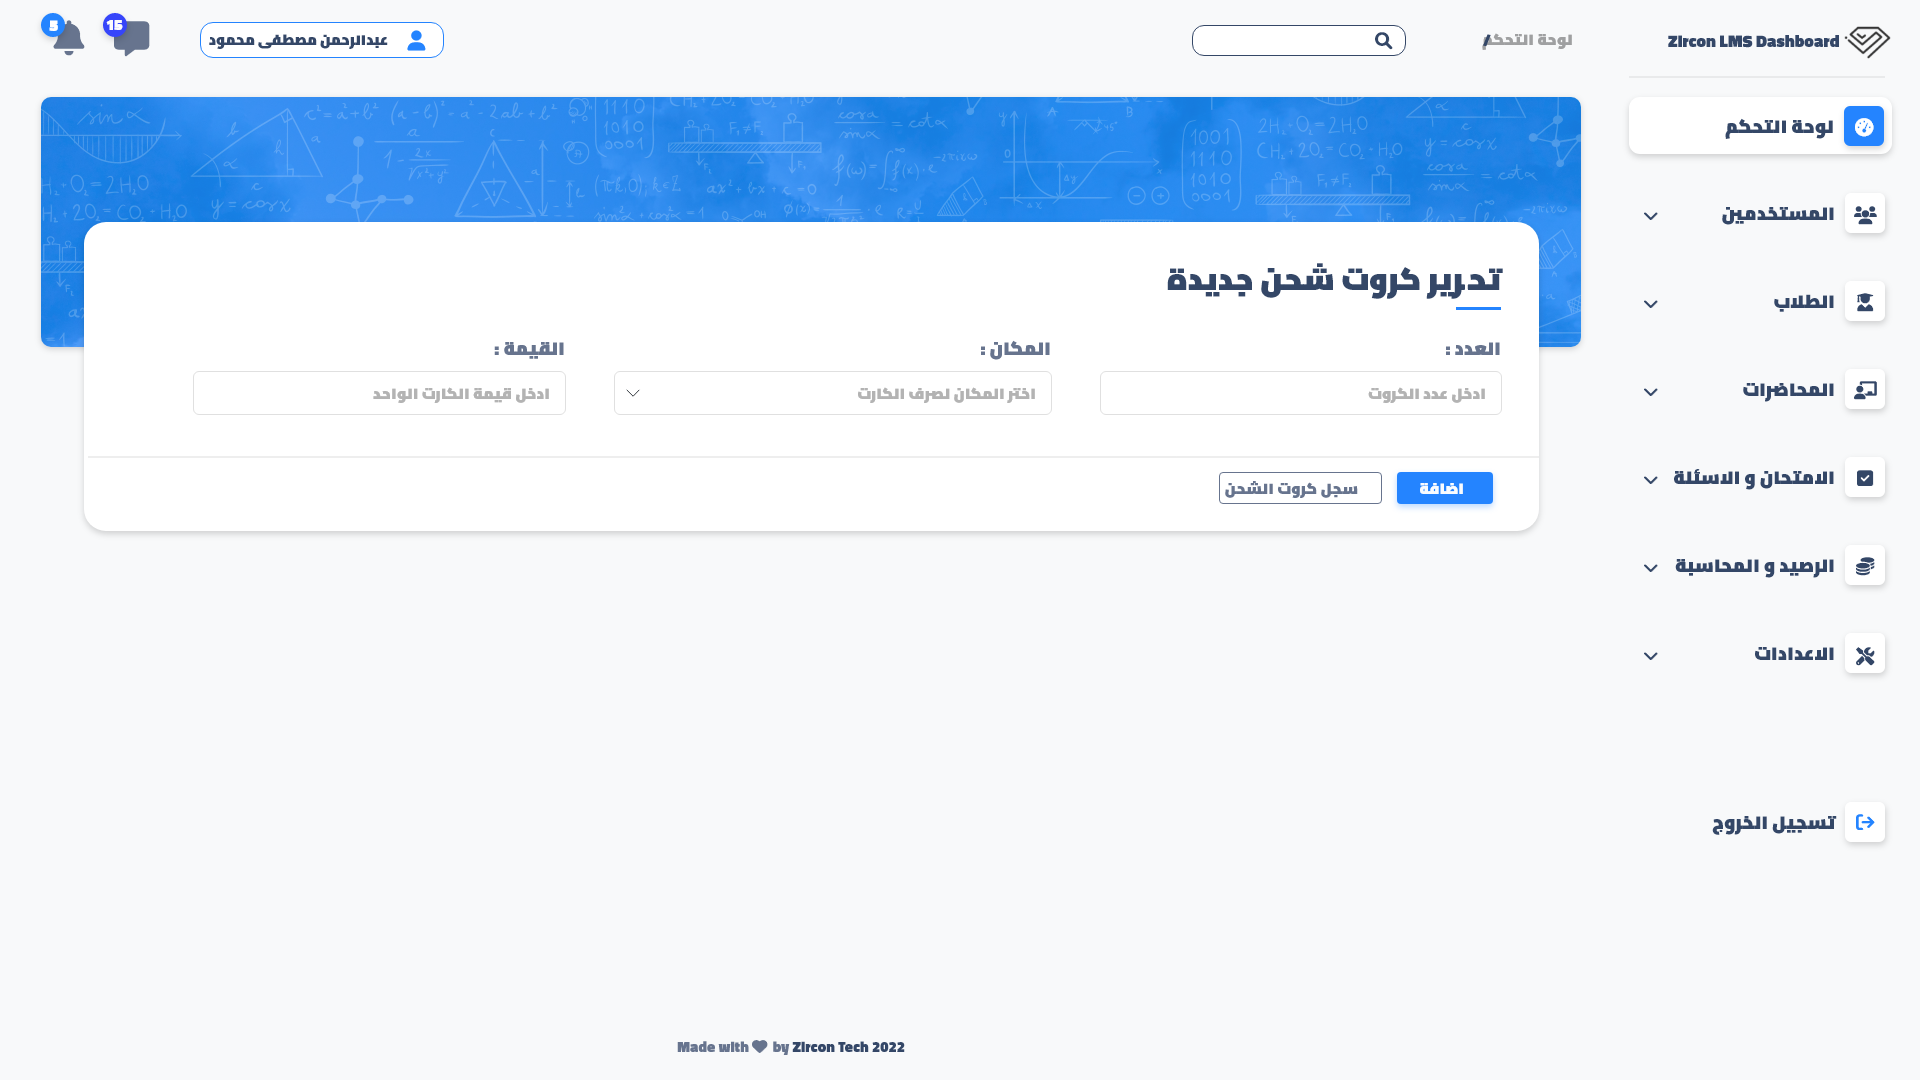 Zircon LMS Dashboard
لوحة التحكم /
عبدالرحمن مصطفى محمود
15
5
لوحة التحكم
المستخدمين
الطلاب
المحاضرات
الامتحان و الاسئلة
الرصيد و المحاسبة
الاعدادات
تسجيل الخروج
تحرير كروت شحن جديدة
العدد :
ادخل عدد الكروت
المكان :
اختر المكان لصرف الكارت
القيمة :
ادخل قيمة الكارت الواحد
اضافة
سجل كروت الشحن
Made with by Zircon Tech 2022